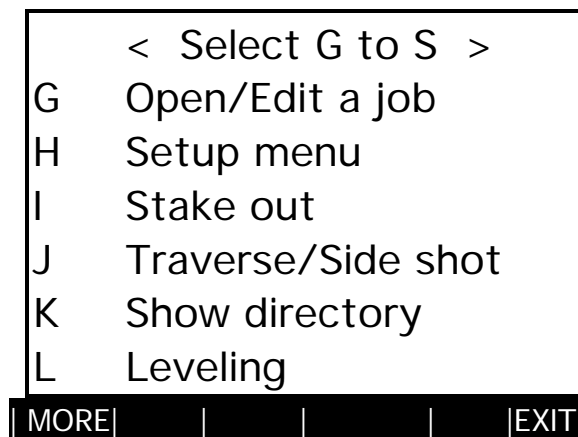 < Select G to S >
G Open/Edit a job
H Setup menu
I Stake out
J Traverse/Side shot
K Show directory
L Leveling
| MORE| | | | |EXIT